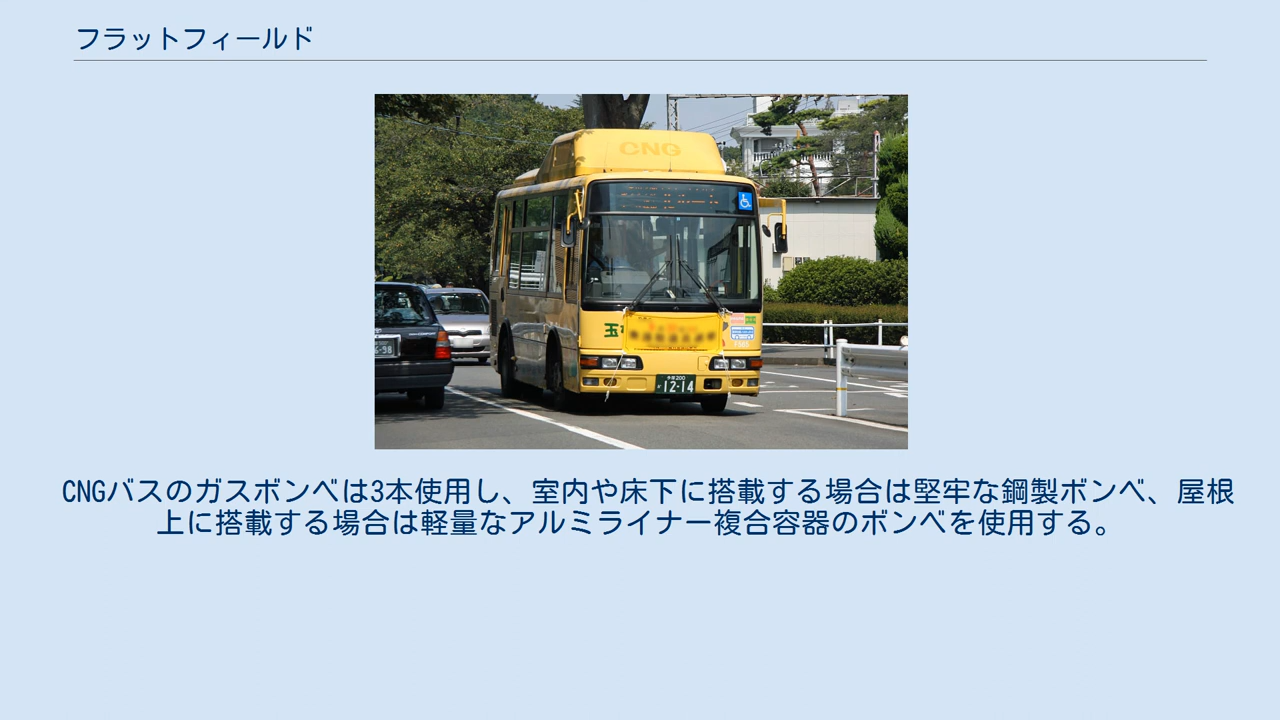 フラットフィールド
CNG
玉
12-14
CNGバスのガスボンベは3本使用し、室内や床下に搭載する場合は堅牢な鋼製ボンベ、屋根
上に搭載する場合は軽量なアルミライナー複合容器のボンベを使用する。